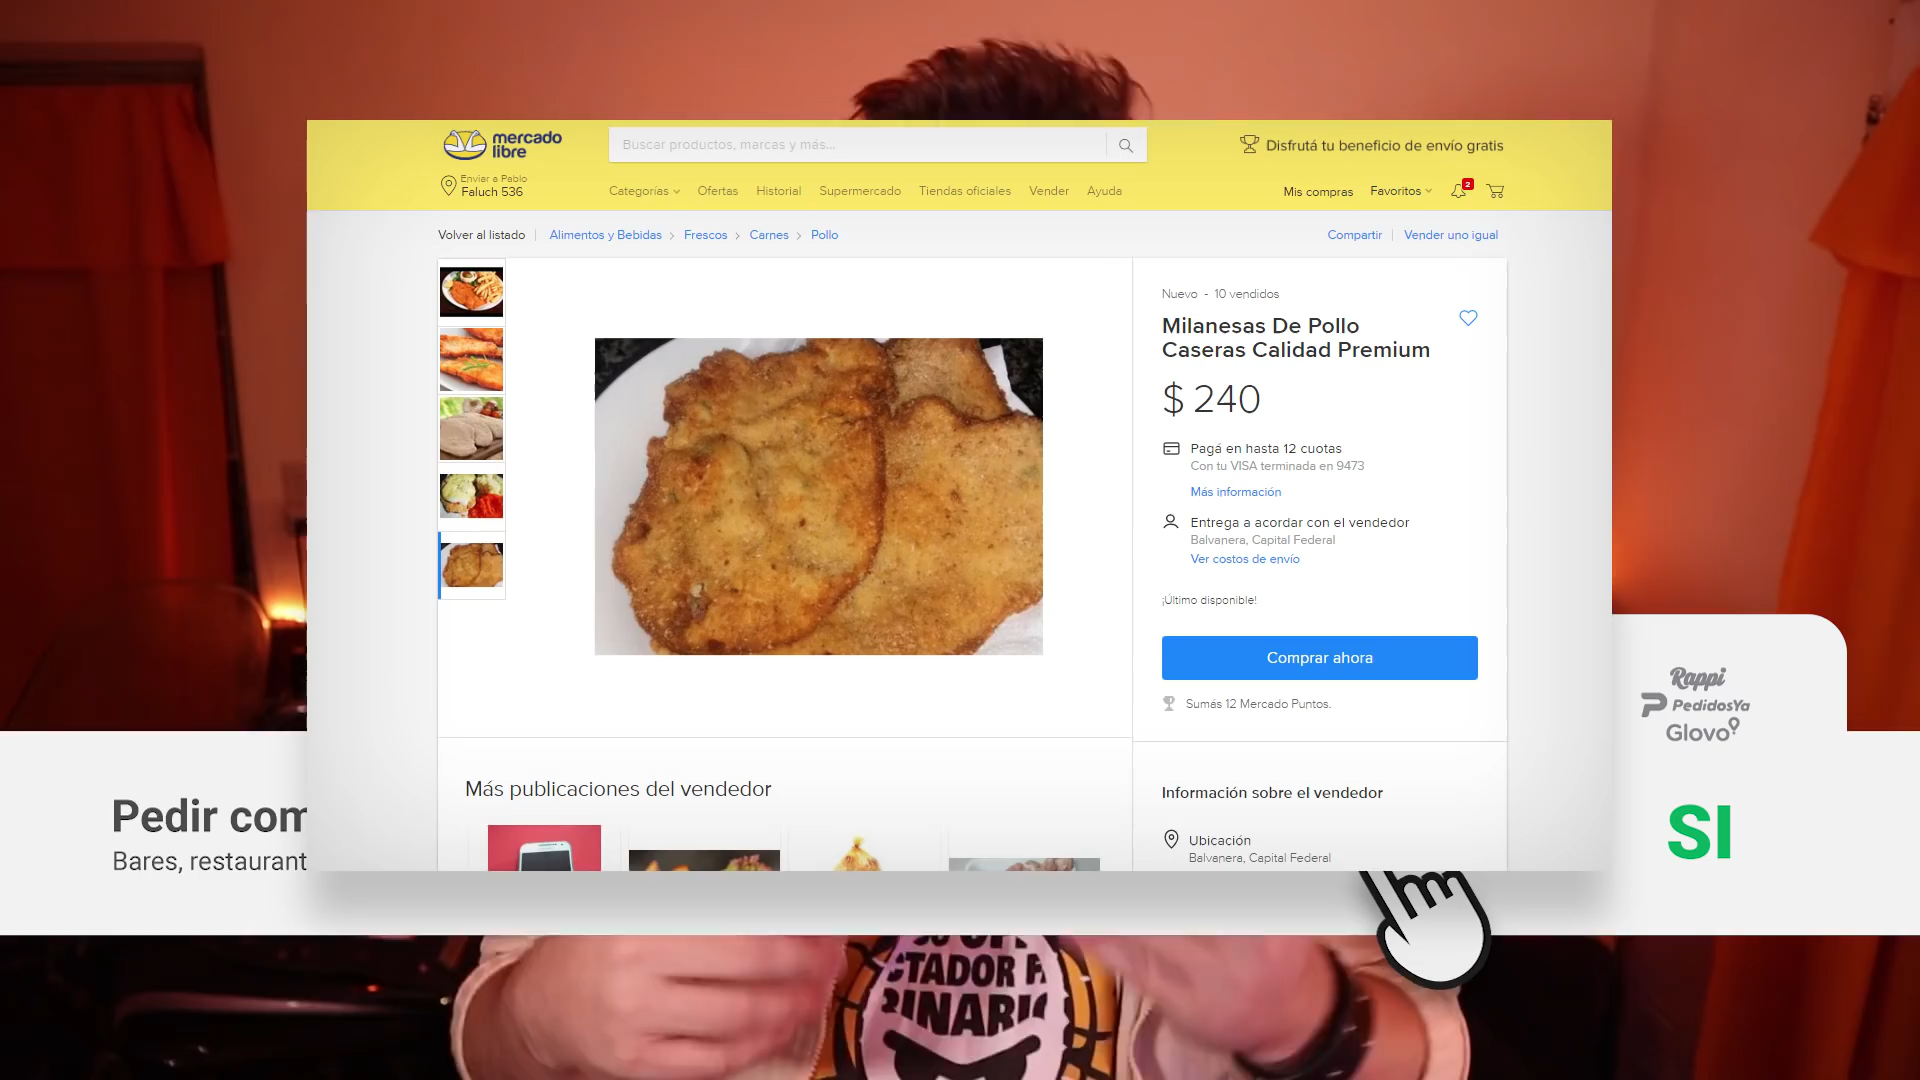 mercado
libre
Buscar productos, marcas y más...
Disfrutá tu beneficio de envío gratis
Enviar a Pablo
Faluch 536
Categorías
Ofertas
Historial
Supermercado
Tiendas oficiales
Vender
Ayuda
Mis compras
Favoritos
2
Volver al listado
Alimentos y Bebidas
Frescos
Carnes
Pollo
Compartir
Vender uno igual
Nuevo - 10 vendidos
Milanesas De Pollo
Caseras Calidad Premium
$ 240
Pagá en hasta 12 cuotas
Con tu VISA terminada en 9473
Más información
Entrega a acordar con el vendedor
Balvanera, Capital Federal
Ver costos de envío
¡Último disponible!
Comprar ahora
Sumás 12 Mercado Puntos.
Más publicaciones del vendedor
Información sobre el vendedor
Ubicación
Balvanera, Capital Federal
Rappi
PedidosYa
Glovo
Pedir com
Bares, restaurant
SI